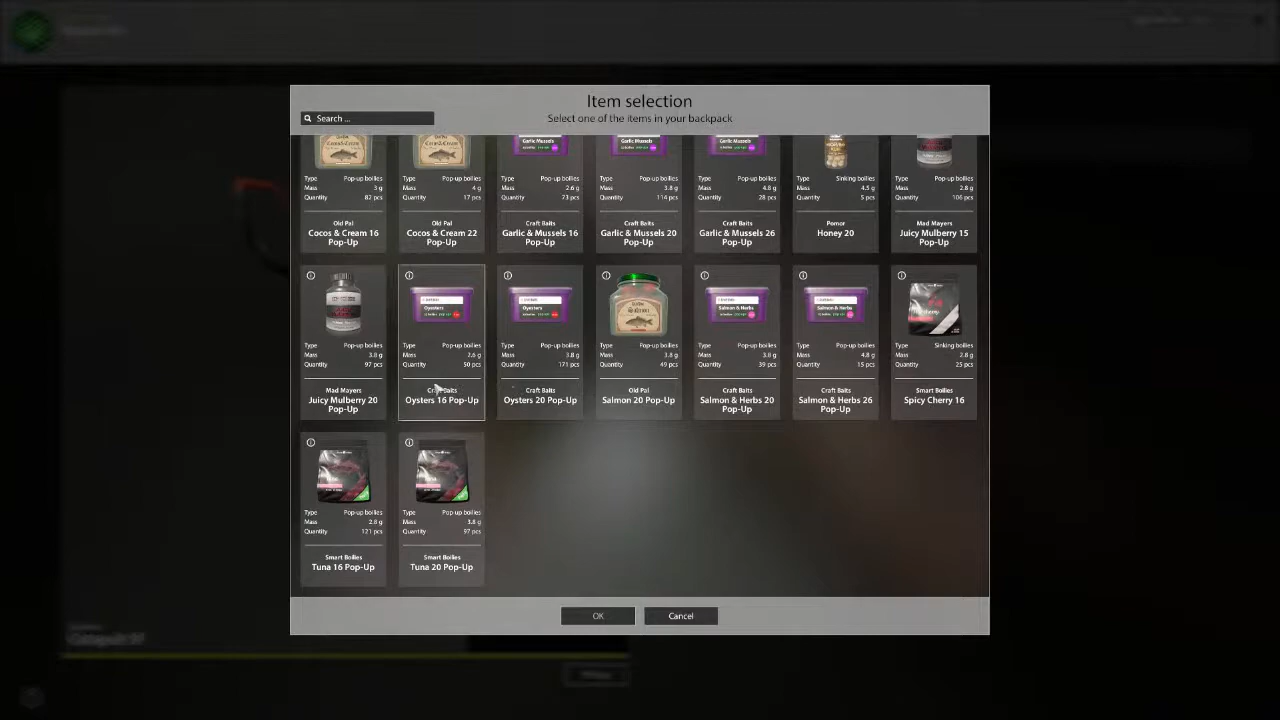 Item selection
Search ...
Select one of the items in your backpack
Garlic Mussels
Garlic Mussels
Garlic Mussels
Type Pop-up boilies
Mass 3 g
Quantity 82 pcs
Old Pal
Cocos & Cream 16
Pop-Up
Type Pop-up boilies
Mass 4 g
Quantity 17 pcs
Old Pal
Cocos & Cream 22
Pop-Up
Type Pop-up boilies
Mass 2.6 g
Quantity 73 pcs
Craft Baits
Garlic & Mussels 16
Pop-Up
Type Pop-up boilies
Mass 3.8 g
Quantity 114 pcs
Craft Baits
Garlic & Mussels 20
Pop-Up
Type Pop-up boilies
Mass 4.8 g
Quantity 28 pcs
Craft Baits
Garlic & Mussels 26
Pop-Up
Type Sinking boilies
Mass 4.5 g
Quantity 5 pcs
Pomor
Honey 20
Type Pop-up boilies
Mass 2.8 g
Quantity 106 pcs
Mad Mayers
Juicy Mulberry 15
Pop-Up
Type Pop-up boilies
Mass 3.8 g
Quantity 97 pcs
Mad Mayers
Juicy Mulberry 20
Pop-Up
Oysters
Type Pop-up boilies
Mass 2.6 g
Quantity 50 pcs
Craft Baits
Oysters 16 Pop-Up
Oysters
Type Pop-up boilies
Mass 3.8 g
Quantity 171 pcs
Craft Baits
Oysters 20 Pop-Up
Salmon
Type Pop-up boilies
Mass 3.8 g
Quantity 49 pcs
Old Pal
Salmon 20 Pop-Up
Salmon & Herbs
Type Pop-up boilies
Mass 3.8 g
Quantity 39 pcs
Craft Baits
Salmon & Herbs 20
Pop-Up
Salmon & Herbs
Type Pop-up boilies
Mass 4.8 g
Quantity 15 pcs
Craft Baits
Salmon & Herbs 26
Pop-Up
Type Sinking boilies
Mass 2.8 g
Quantity 25 pcs
Smart Boilies
Spicy Cherry 16
Type Pop-up boilies
Mass 2.8 g
Quantity 121 pcs
Smart Boilies
Tuna 16 Pop-Up
Type Pop-up boilies
Mass 3.8 g
Quantity 97 pcs
Smart Boilies
Tuna 20 Pop-Up
OK
Cancel